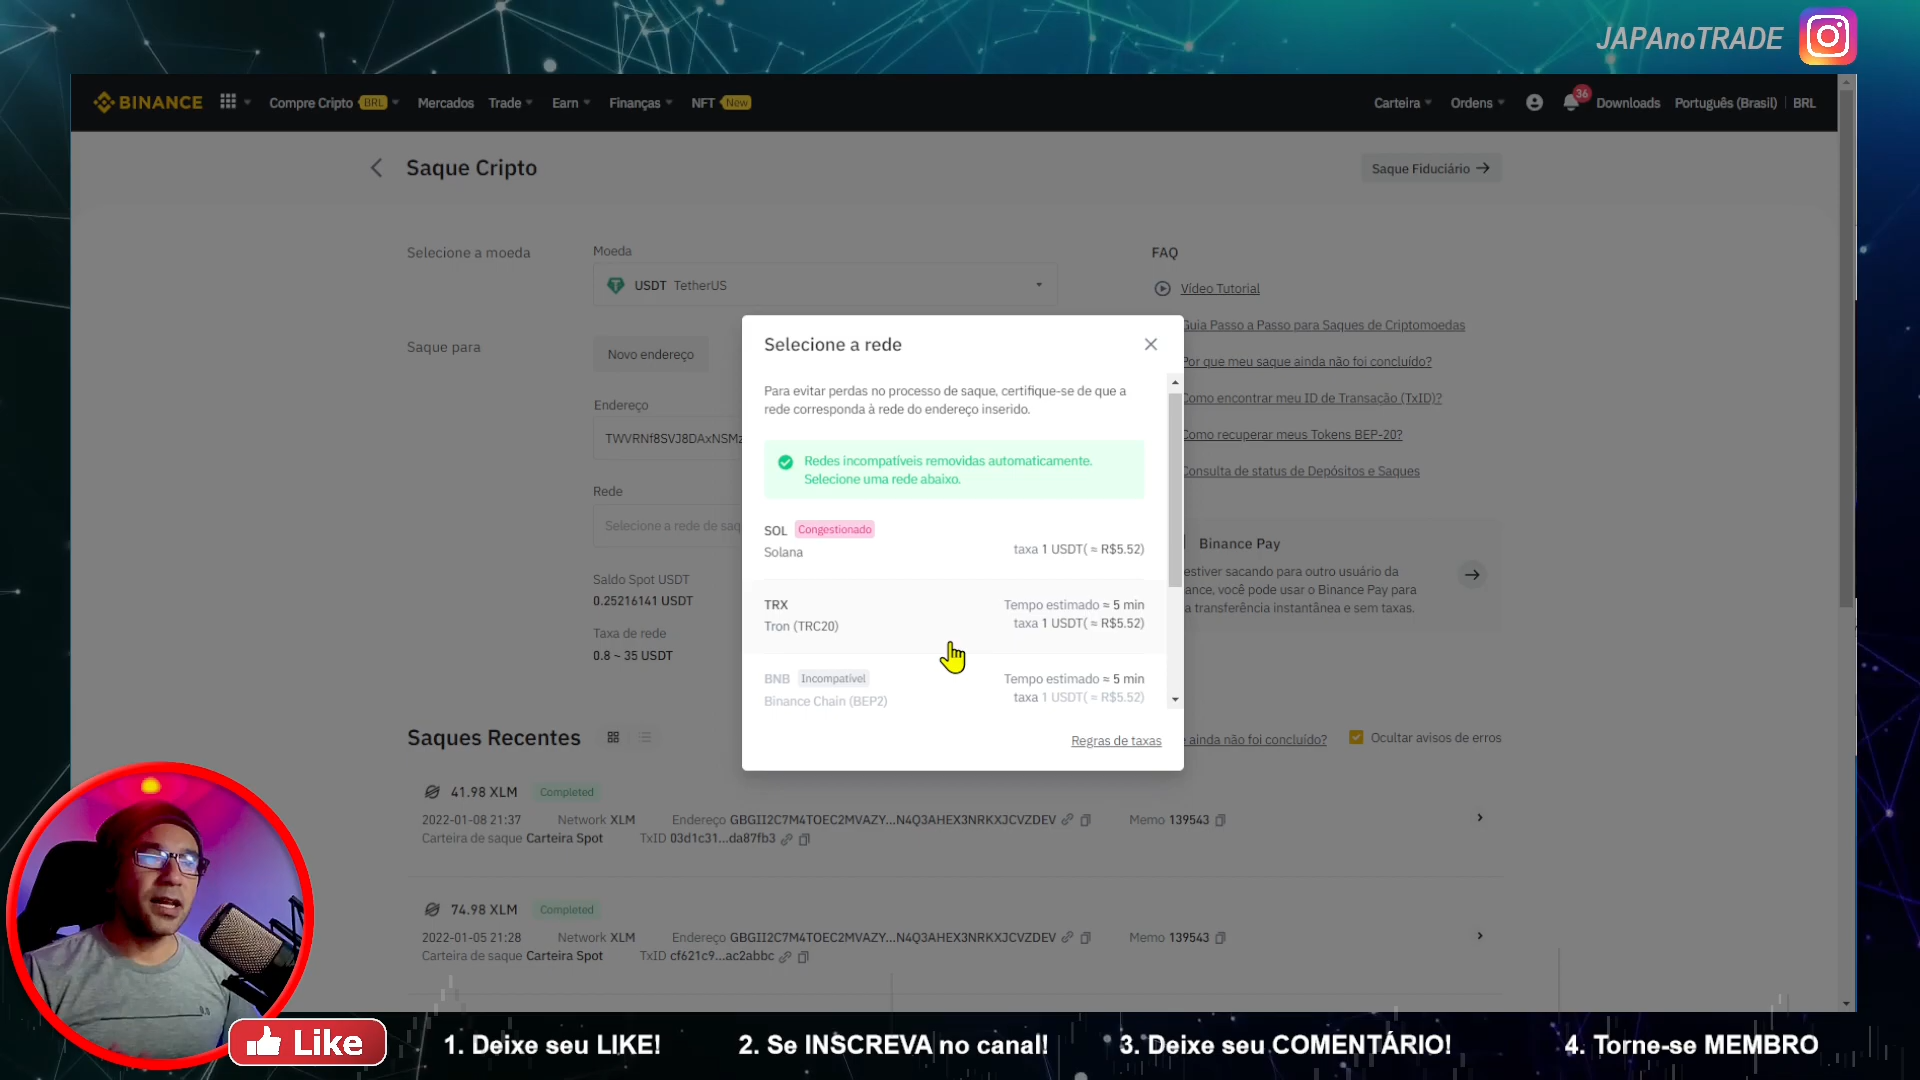 JAPAnoTRADE
BINANCE
Compre Cripto BRL
Mercados
Trade
Earn
Finanças
NFT New
Carteira
Ordens
36
Downloads
Português (Brasil)
BRL
Saque Cripto
Saque Fiduciário
Selecione a moeda
Moeda
USDT TetherUS
FAQ
Vídeo Tutorial
Guia Passo a Passo para Saques de Criptomoedas
Por que meu saque ainda não foi concluído?
Como encontrar meu ID de Transação (TxID)?
Como recuperar meus Tokens BEP-20?
Consulta de status de Depósitos e Saques
Saque para
Novo endereço
Endereço
TWVRNf8SVJ8DAxNSMz
Rede
Selecione a rede de saq
Saldo Spot USDT
0.25216141 USDT
Taxa de rede
0.8 ~ 35 USDT
Selecione a rede
Para evitar perdas no processo de saque, certifique-se de que a
rede corresponda à rede do endereço inserido.
Redes incompatíveis removidas automaticamente.
Selecione uma rede abaixo.
SOL Congestionado
Solana
taxa 1 USDT( ≈ R$5.52)
TRX
Tron (TRC20)
Tempo estimado ≈ 5 min
taxa 1 USDT( ≈ R$5.52)
BNB Incompatível
Binance Chain (BEP2)
Tempo estimado ≈ 5 min
taxa 1 USDT( ≈ R$5.52)
Regras de taxas
Binance Pay
estiver sacando para outro usuário da
ance, você pode usar o Binance Pay para
a transferência instantânea e sem taxas.
Saques Recentes
e ainda não foi concluído?
Ocultar avisos de erros
41.98 XLM Completed
2022-01-08 21:37 Network XLM Endereço GBGII2C7M4TOEC2MVAZY...N4Q3AHEX3NRKXJCVZDEV Memo 139543
Carteira de saque Carteira Spot TxID 03d1c31...da87fb3
74.98 XLM Completed
2022-01-05 21:28 Network XLM Endereço GBGII2C7M4TOEC2MVAZY...N4Q3AHEX3NRKXJCVZDEV Memo 139543
Carteira de saque Carteira Spot TxID cf621c9...ac2abbc
Like
1. Deixe seu LIKE!
2. Se INSCREVA no canal!
3. Deixe seu COMENTÁRIO!
4. Torne-se MEMBRO